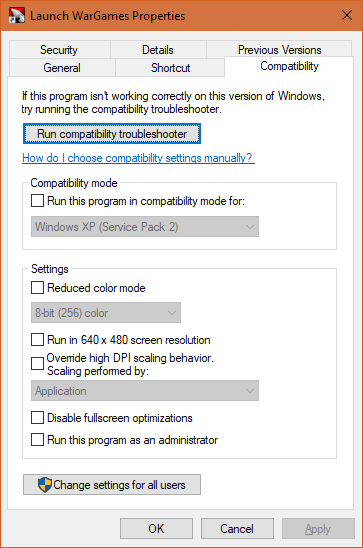 Launch WarGames Properties
Security Details Previous Versions
General Shortcut Compatibility
If this program isn't working correctly on this version of Windows,
try running the compatibility troubleshooter.
Run compatibility troubleshooter
How do I choose compatibility settings manually?
Compatibility mode
Run this program in compatibility mode for:
Windows XP (Service Pack 2)
Settings
Reduced color mode
8-bit (256) color
Run in 640 x 480 screen resolution
Override high DPI scaling behavior.
Scaling performed by:
Application
Disable fullscreen optimizations
Run this program as an administrator
Change settings for all users
OK Cancel Apply